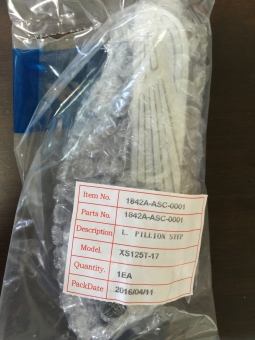 Item No. 1842A-ASC-0001
Parts No. 1842A-ASC-0001
Description L. PILLION STEP
Model. XS125T-17
Quantity. 1EA
PackDate 2016/04/11